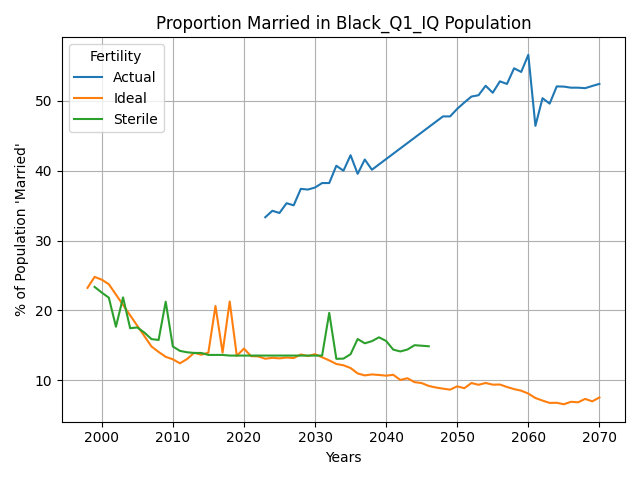 Proportion Married in Black_Q1_IQ Population
Fertility
Actual
Ideal
Sterile
% of Population 'Married'
50
40
30
20
10
2000 2010 2020 2030 2040 2050 2060 2070
Years